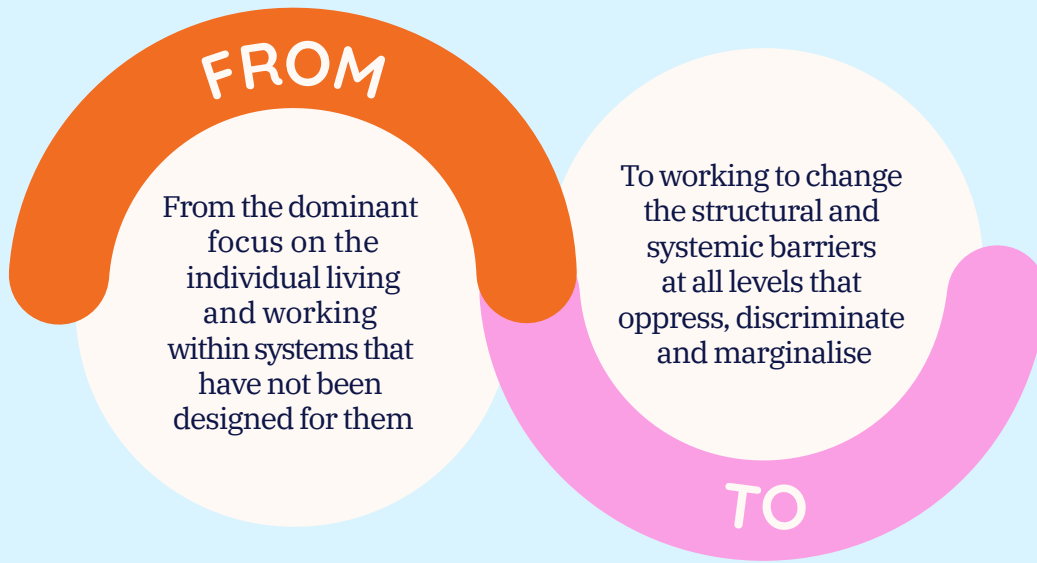 FROM
From the dominant
focus on the
individual living
and working
within systems that
have not been
designed for them
To working to change
the structural and
systemic barriers
at all levels that
oppress, discriminate
and marginalise
TO